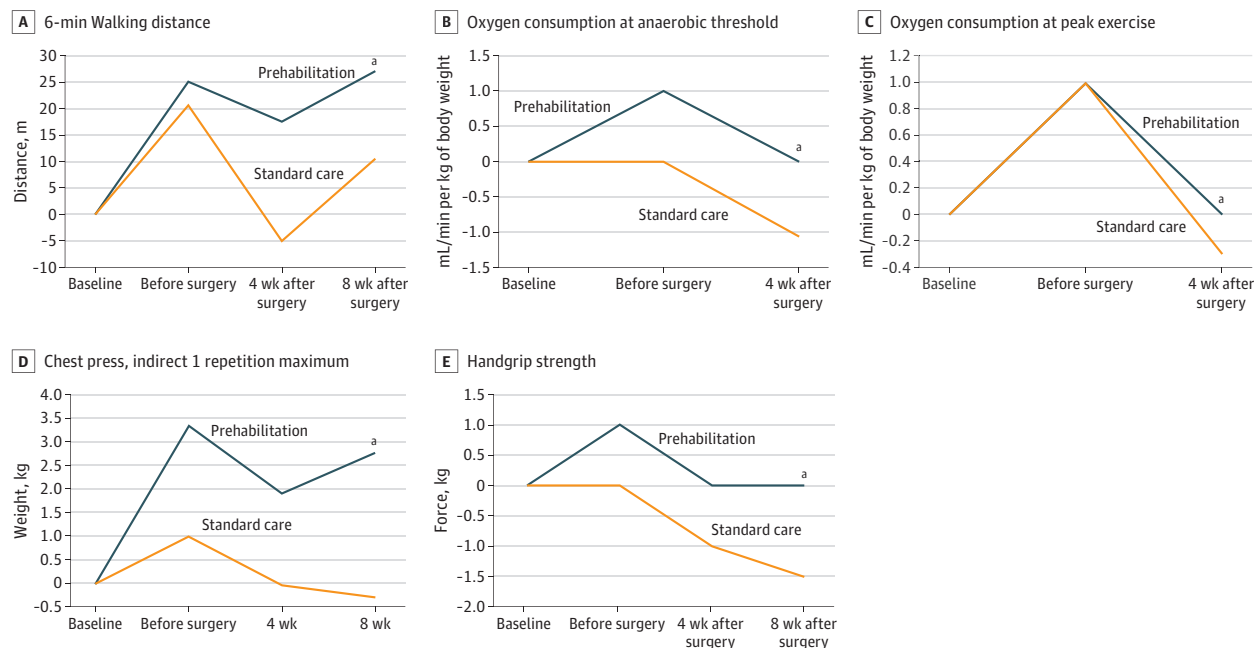 A 6-min Walking distance
30
25
20
15
10
5
0
-5
-10
Distance, m
Prehabilitation
a
Standard care
Baseline
Before surgery
4 wk after
surgery
8 wk after
surgery
B Oxygen consumption at anaerobic threshold
1.5
1.0
0.5
0
-0.5
-1.0
-1.5
mL/min per kg of body weight
Prehabilitation
a
Standard care
Baseline
Before surgery
4 wk after
surgery
C Oxygen consumption at peak exercise
1.2
1.0
0.8
0.6
0.4
0.2
0
-0.2
-0.4
mL/min per kg of body weight
Prehabilitation
a
Standard care
Baseline
Before surgery
4 wk after
surgery
D Chest press, indirect 1 repetition maximum
4.0
3.5
3.0
2.5
2.0
1.0
0.5
0
-0.5
Weight, kg
Prehabilitation
a
Standard care
Baseline
Before surgery
4 wk
8 wk
E Handgrip strength
1.5
1.0
0.5
0
-0.5
-1.0
-1.5
-2.0
Force, kg
Prehabilitation
a
Standard care
Baseline
Before surgery
4 wk after
surgery
8 wk after
surgery